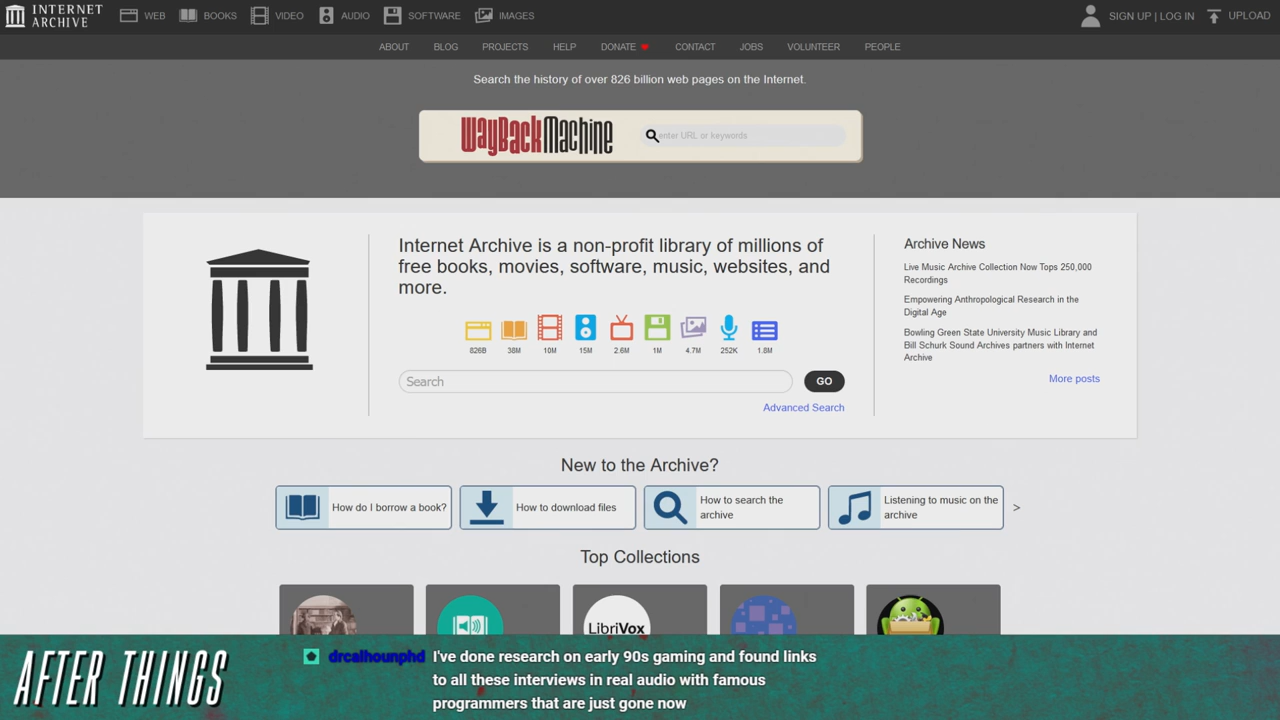 INTERNET
ARCHIVE
WEB BOOKS VIDEO AUDIO SOFTWARE IMAGES SIGN UP | LOG IN UPLOAD
ABOUT BLOG PROJECTS HELP DONATE CONTACT JOBS VOLUNTEER PEOPLE
Search the history of over 826 billion web pages on the Internet.
WayBackMachine enter URL or keywords
Internet Archive is a non-profit library of millions of
free books, movies, software, music, websites, and
more.
826B 38M 10M 15M 2.6M 1M 4.7M 252K 1.8M
Search GO
Advanced Search
Archive News
Live Music Archive Collection Now Tops 250,000
Recordings
Empowering Anthropological Research in the
Digital Age
Bowling Green State University Music Library and
Bill Schurk Sound Archives partners with Internet
Archive
More posts
New to the Archive?
How do I borrow a book?
How to download files
How to search the
archive
Listening to music on the
archive
>
Top Collections
LibriVox
AFTER THINGS
drcalhounphd I've done research on early 90s gaming and found links
to all these interviews in real audio with famous
programmers that are just gone now